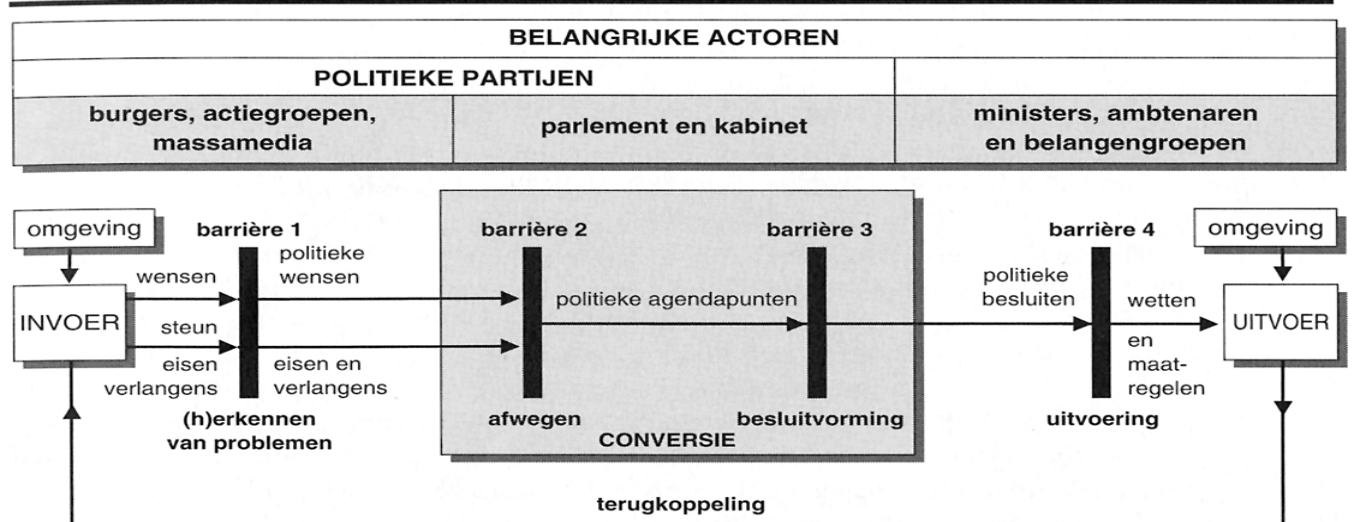 BELANGRIJKE ACTOREN
POLITIEKE PARTIJEN
burgers, actiegroepen,
massamedia
parlement en kabinet
ministers, ambtenaren
en belangengroepen
omgeving
barrière 1
barrière 2
barrière 3
barrière 4
omgeving
INVOER
wensen
politieke
wensen
steun
eisen
verlangens
eisen en
verlangens
politieke agendapunten
politieke
besluiten
wetten
en
maat-
regelen
UITVOER
(h)erkennen
van problemen
afwegen
besluitvorming
uitvoering
CONVERSIE
terugkoppeling